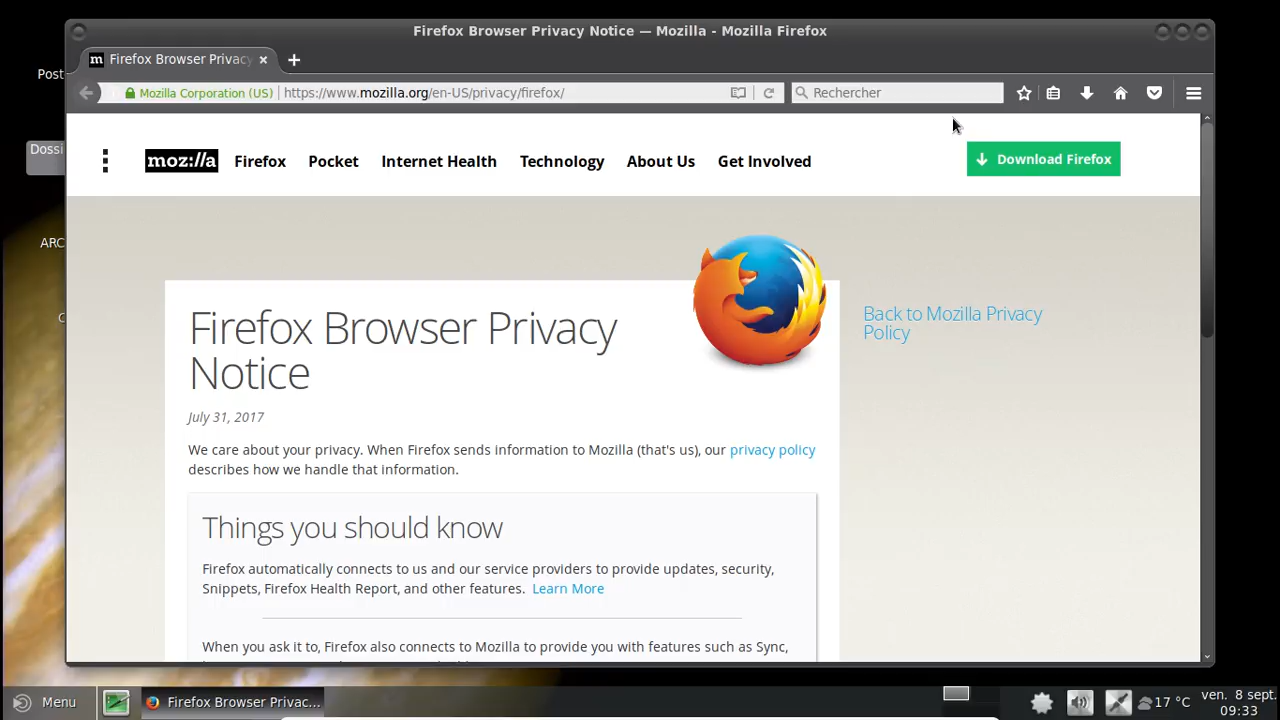 Firefox Browser Privacy Notice — Mozilla - Mozilla Firefox
Firefox Browser Privacy
Mozilla Corporation (US)
https://www.mozilla.org/en-US/privacy/firefox/
Rechercher
moz://a
Firefox
Pocket
Internet Health
Technology
About Us
Get Involved
Download Firefox
Firefox Browser Privacy
Notice
July 31, 2017
We care about your privacy. When Firefox sends information to Mozilla (that's us), our privacy policy
describes how we handle that information.
Back to Mozilla Privacy
Policy
Things you should know
Firefox automatically connects to us and our service providers to provide updates, security,
Snippets, Firefox Health Report, and other features. Learn More
When you ask it to, Firefox also connects to Mozilla to provide you with features such as Sync,
Post
Dossi
ARC
Menu
Firefox Browser Privac...
17 °C
ven. 8 sept.
09:33